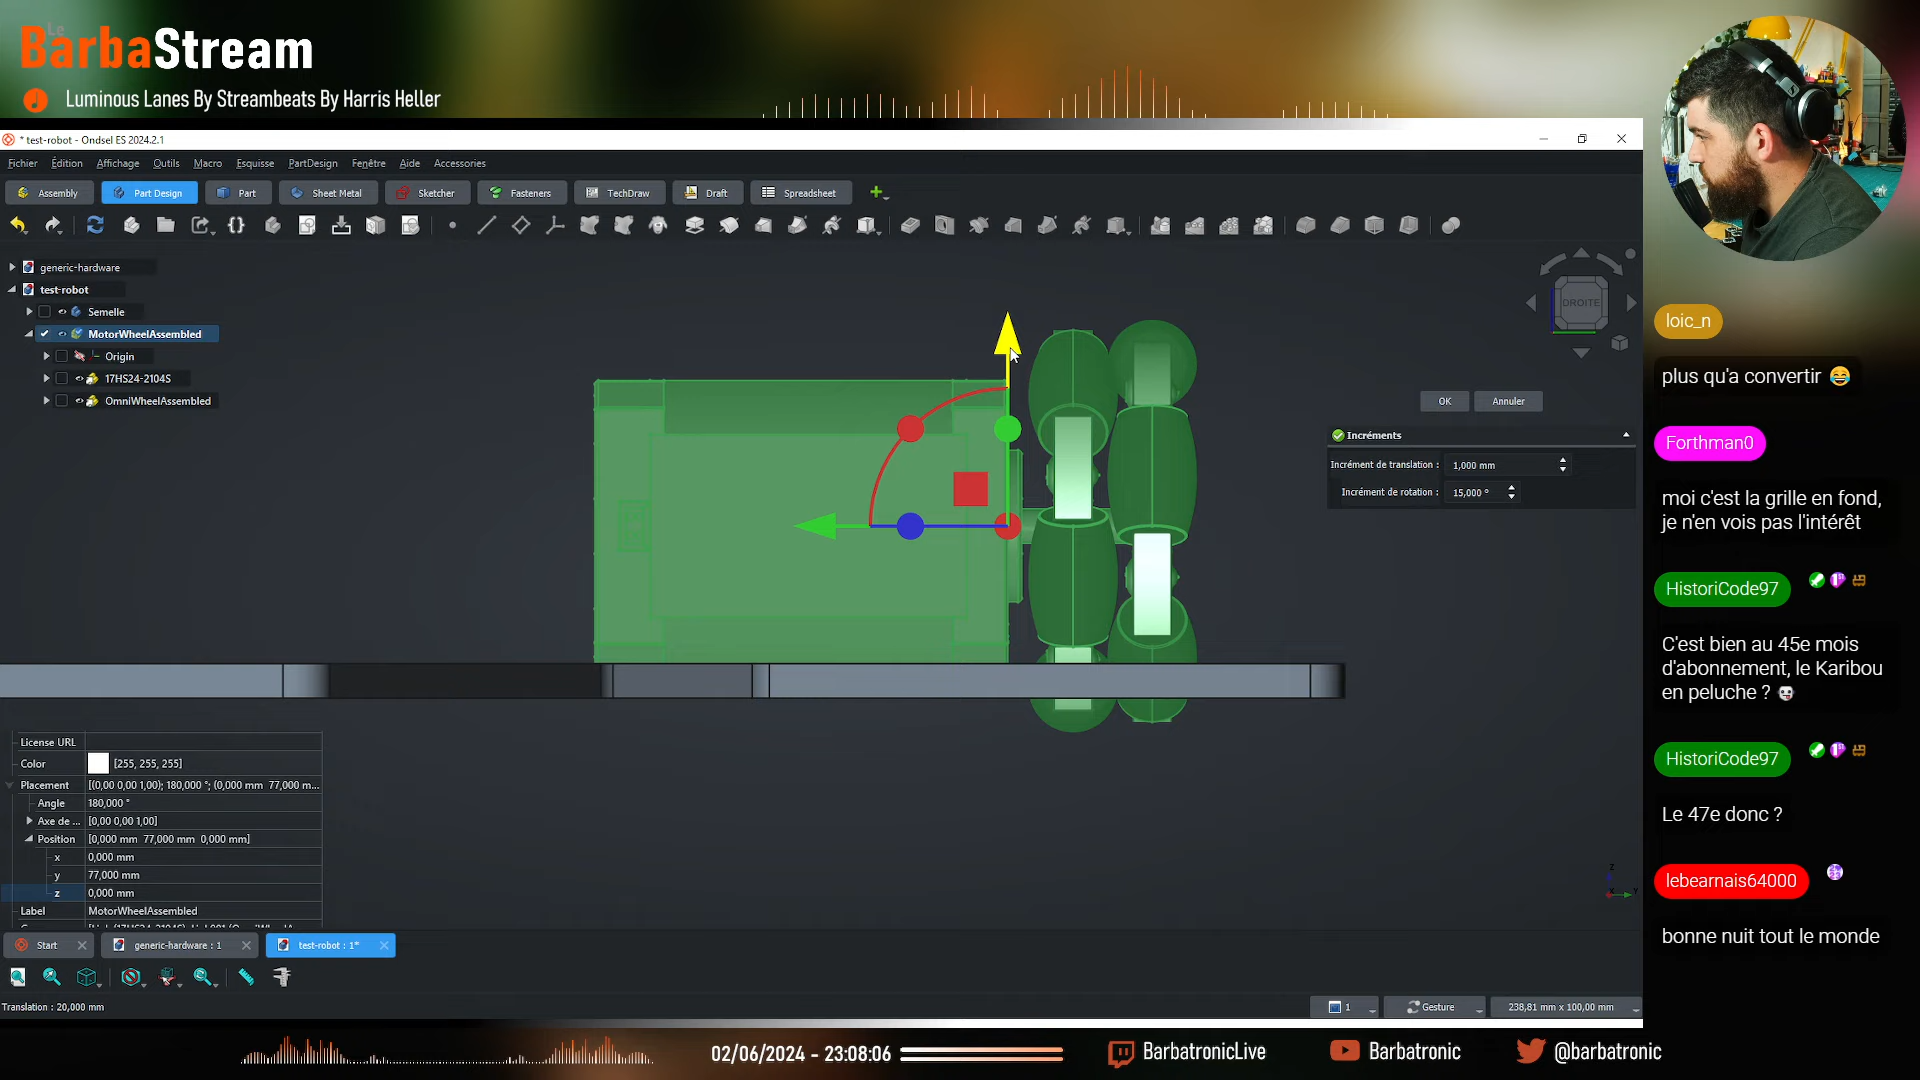 Le
BarbaStream
Luminous Lanes By Streambeats By Harris Heller
* test-robot - Ondsel ES 2024.2.1
Fichier Édition Affichage Outils Macro Esquisse PartDesign Fenêtre Aide Accessories
Assembly Part Design Part Sheet Metal Sketcher Fasteners TechDraw Draft Spreadsheet
generic-hardware
test-robot
Semelle
MotorWheelAssembled
Origin
17HS24-2104S
OmniWheelAssembled
DROITE
OK Annuler
Incréments
Incrément de translation : 1,000 mm
Incrément de rotation : 15,000 °
License URL
Color [255, 255, 255]
Placement [(0,00 0,00 1,00); 180,000 °; (0,000 mm 77,000 m...
Angle 180,000 °
Axe de ... [0,00 0,00 1,00]
Position [0,000 mm 77,000 mm 0,000 mm]
x 0,000 mm
y 77,000 mm
z 0,000 mm
Label MotorWheelAssembled
Z
X Y
Start generic-hardware : 1 test-robot : 1*
Translation : 20,000 mm
1 Gesture 238,81 mm x 100,00 mm
loic_n
plus qu'a convertir 😂
Forthman0
moi c'est la grille en fond,
je n'en vois pas l'intérêt
HistoriCode97
C'est bien au 45e mois
d'abonnement, le Karibou
en peluche ?
HistoriCode97
Le 47e donc ?
lebearnais64000
bonne nuit tout le monde
02/06/2024 - 23:08:06
BarbatronicLive
Barbatronic
@barbatronic